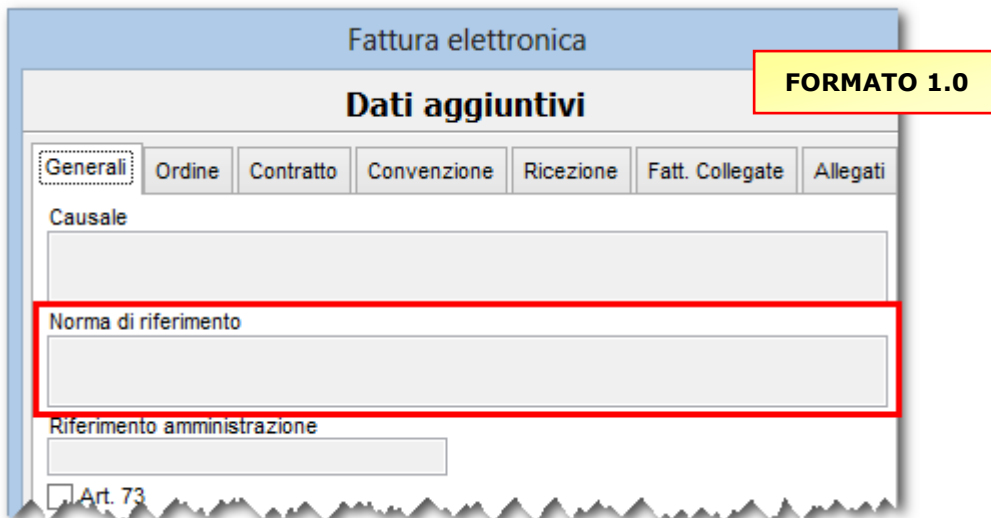 Fattura elettronica
FORMATO 1.0
Dati aggiuntivi
Generali Ordine Contratto Convenzione Ricezione Fatt. Collegate Allegati
Causale
Norma di riferimento
Riferimento amministrazione
Art. 73